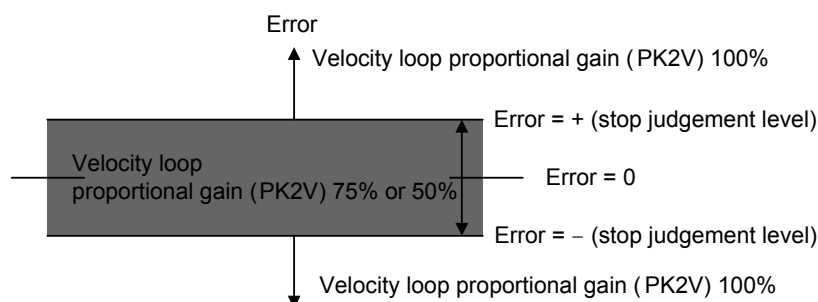 Error
Velocity loop proportional gain (PK2V) 100%
Error = + (stop judgement level)
Velocity loop
proportional gain (PK2V) 75% or 50%
Error = 0
Error = − (stop judgement level)
Velocity loop proportional gain (PK2V) 100%